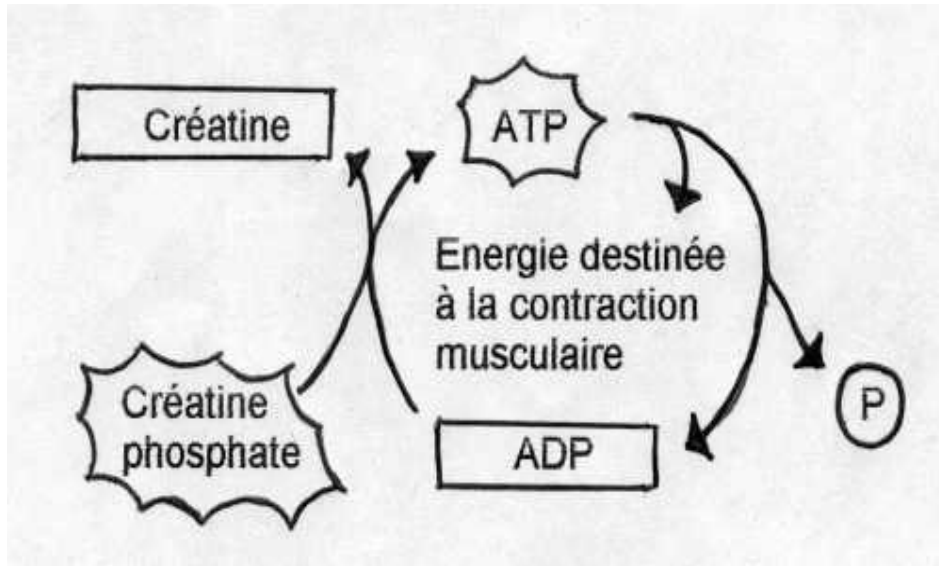 Créatine
ATP
Energie destinée
à la contraction
musculaire
Créatine
phosphate
ADP
P